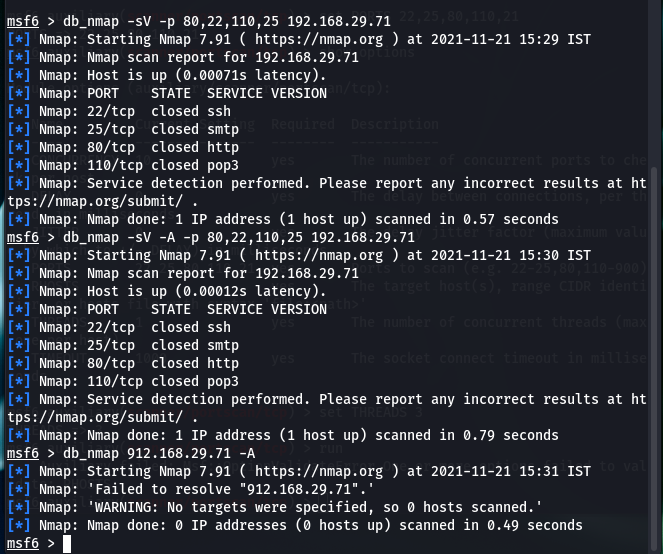 msf6 > db_nmap -sV -p 80,22,110,25 192.168.29.71
[*] Nmap: Starting Nmap 7.91 ( https://nmap.org ) at 2021-11-21 15:29 IST
[*] Nmap: Nmap scan report for 192.168.29.71
[*] Nmap: Host is up (0.00071s latency).
[*] Nmap: PORT    STATE  SERVICE VERSION
[*] Nmap: 22/tcp  closed ssh
[*] Nmap: 25/tcp  closed smtp
[*] Nmap: 80/tcp  closed http
[*] Nmap: 110/tcp closed pop3
[*] Nmap: Service detection performed. Please report any incorrect results at ht
tps://nmap.org/submit/ .
[*] Nmap: Nmap done: 1 IP address (1 host up) scanned in 0.57 seconds
msf6 > db_nmap -sV -A -p 80,22,110,25 192.168.29.71
[*] Nmap: Starting Nmap 7.91 ( https://nmap.org ) at 2021-11-21 15:30 IST
[*] Nmap: Nmap scan report for 192.168.29.71
[*] Nmap: Host is up (0.00012s latency).
[*] Nmap: PORT    STATE  SERVICE VERSION
[*] Nmap: 22/tcp  closed ssh
[*] Nmap: 25/tcp  closed smtp
[*] Nmap: 80/tcp  closed http
[*] Nmap: 110/tcp closed pop3
[*] Nmap: Service detection performed. Please report any incorrect results at ht
tps://nmap.org/submit/ .
[*] Nmap: Nmap done: 1 IP address (1 host up) scanned in 0.79 seconds
msf6 > db_nmap 912.168.29.71 -A
[*] Nmap: Starting Nmap 7.91 ( https://nmap.org ) at 2021-11-21 15:31 IST
[*] Nmap: 'Failed to resolve "912.168.29.71".'
[*] Nmap: 'WARNING: No targets were specified, so 0 hosts scanned.'
[*] Nmap: Nmap done: 0 IP addresses (0 hosts up) scanned in 0.49 seconds
msf6 >